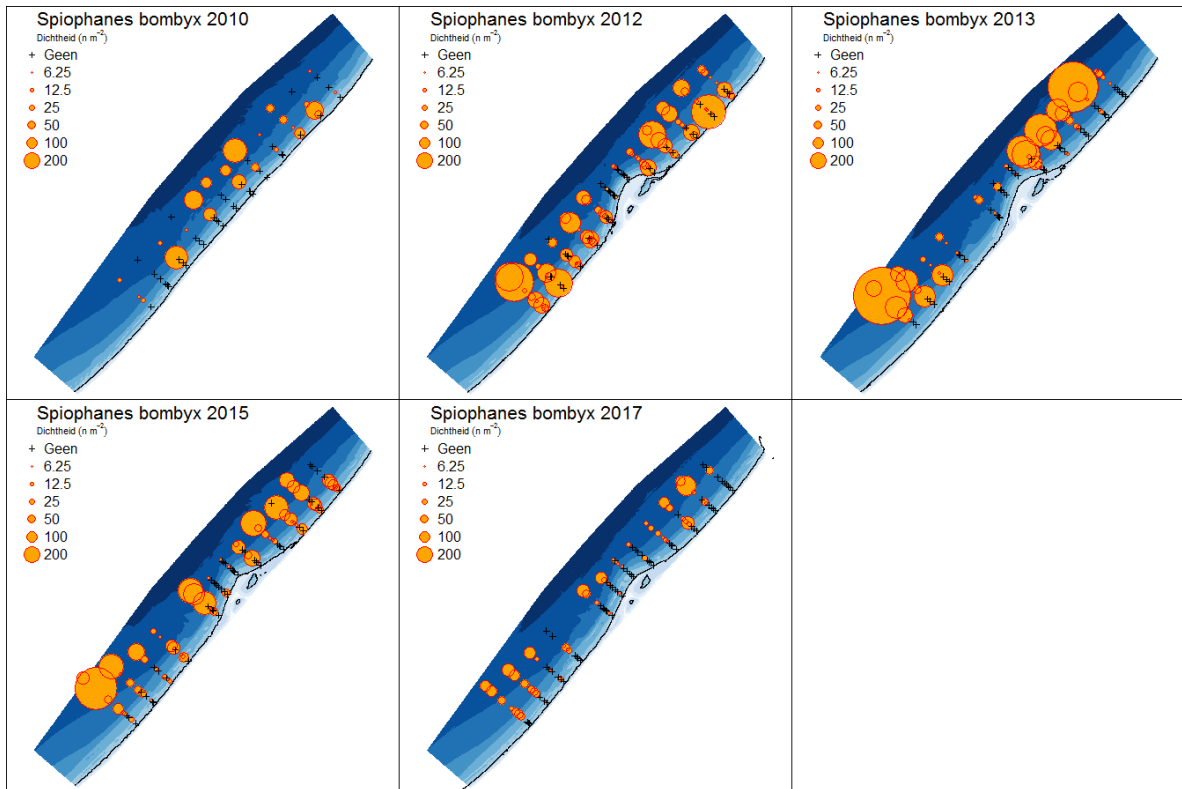 Spiophanes bombyx 2010
Dichtheid (n m⁻²)
Geen
6.25
12.5
25
50
100
200
Spiophanes bombyx 2012
Dichtheid (n m⁻²)
Geen
6.25
12.5
25
50
100
200
Spiophanes bombyx 2013
Dichtheid (n m⁻²)
Geen
6.25
12.5
25
50
100
200
Spiophanes bombyx 2015
Dichtheid (n m⁻²)
Geen
6.25
12.5
25
50
100
200
Spiophanes bombyx 2017
Dichtheid (n m⁻²)
Geen
6.25
12.5
25
50
100
200